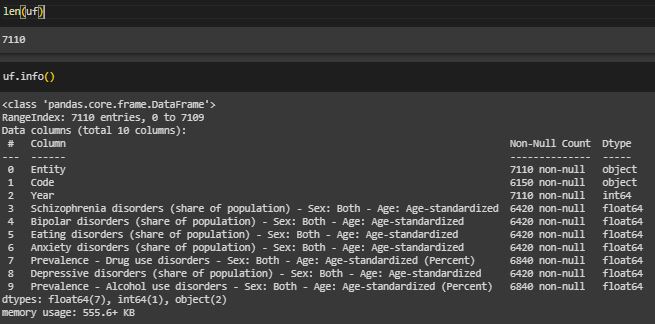 len(uf)
7110
uf.info()
<class 'pandas.core.frame.DataFrame'>
RangeIndex: 7110 entries, 0 to 7109
Data columns (total 10 columns):
 #   Column                                                                       Non-Null Count  Dtype
---  ------                                                                       --------------  -----
 0   Entity                                                                       7110 non-null   object
 1   Code                                                                         6150 non-null   object
 2   Year                                                                         7110 non-null   int64
 3   Schizophrenia disorders (share of population) - Sex: Both - Age: Age-standardized  6420 non-null   float64
 4   Bipolar disorders (share of population) - Sex: Both - Age: Age-standardized  6420 non-null   float64
 5   Eating disorders (share of population) - Sex: Both - Age: Age-standardized   6420 non-null   float64
 6   Anxiety disorders (share of population) - Sex: Both - Age: Age-standardized  6420 non-null   float64
 7   Prevalence - Drug use disorders - Sex: Both - Age: Age-standardized (Percent)  6840 non-null   float64
 8   Depressive disorders (share of population) - Sex: Both - Age: Age-standardized  6420 non-null   float64
 9   Prevalence - Alcohol use disorders - Sex: Both - Age: Age-standardized (Percent)  6840 non-null   float64
dtypes: float64(7), int64(1), object(2)
memory usage: 555.6+ KB